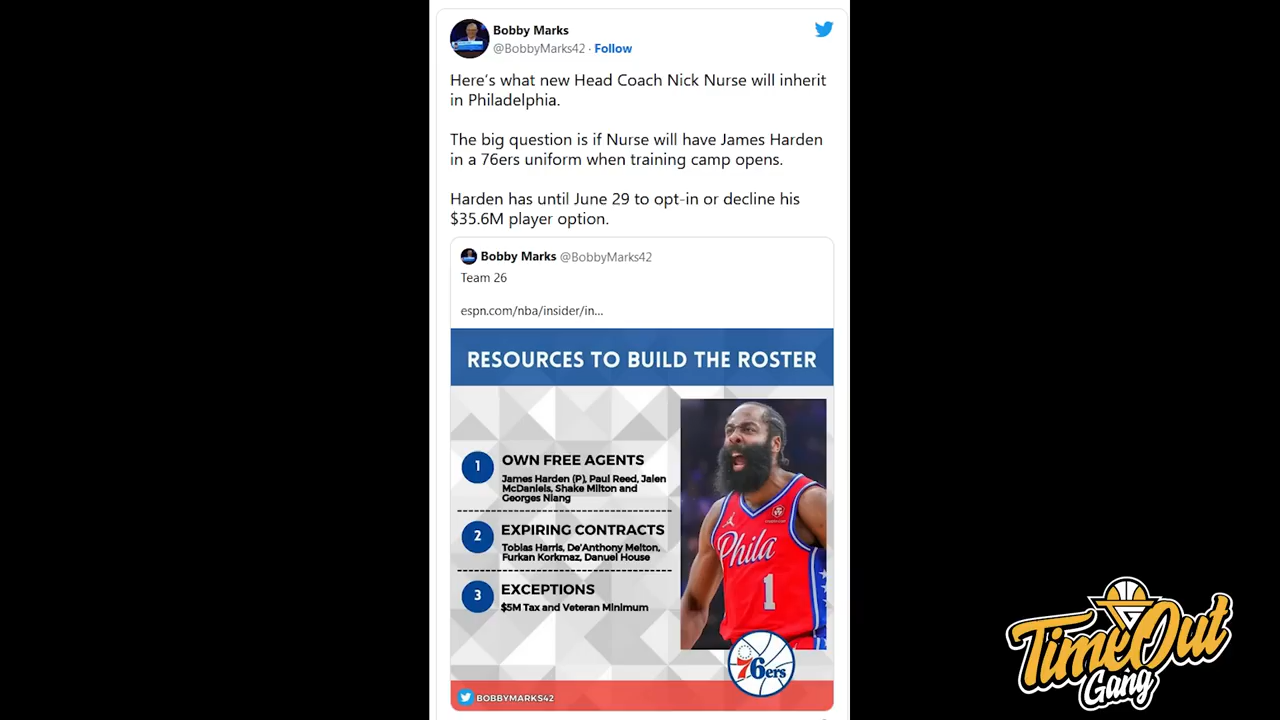 Bobby Marks
@BobbyMarks42 · Follow
Here's what new Head Coach Nick Nurse will inherit
in Philadelphia.
The big question is if Nurse will have James Harden
in a 76ers uniform when training camp opens.
Harden has until June 29 to opt-in or decline his
$35.6M player option.
Bobby Marks @BobbyMarks42
Team 26
espn.com/nba/insider/in...
RESOURCES TO BUILD THE ROSTER
1 OWN FREE AGENTS
James Harden (P), Paul Reed, Jalen
McDaniels, Shake Milton and
Georges Niang
2 EXPIRING CONTRACTS
Tobias Harris, De'Anthony Melton,
Furkan Korkmaz, Danuel House
3 EXCEPTIONS
$5M Tax and Veteran Minimum
Phila
1
76ers
BOBBYMARKS42
TimeOut
Gang